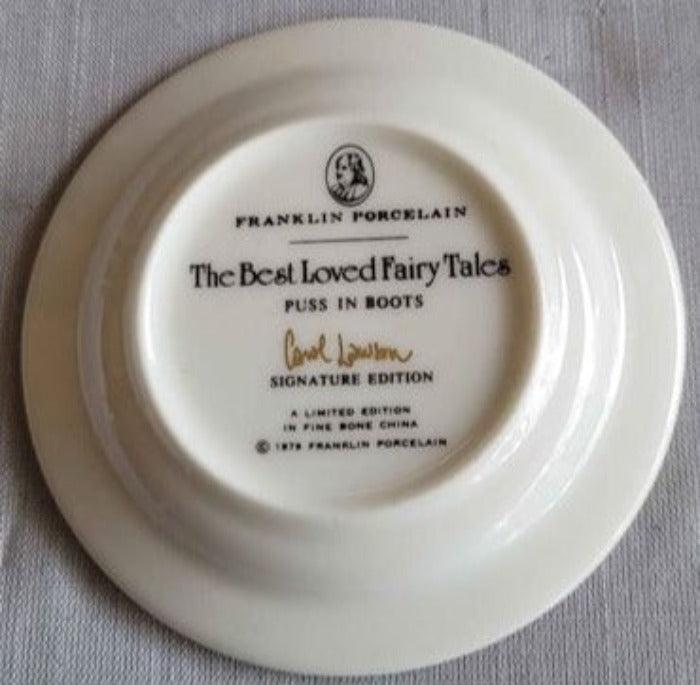 FRANKLIN PORCELAIN
The Best Loved Fairy Tales
PUSS IN BOOTS
Carol Lawson
SIGNATURE EDITION
A LIMITED EDITION
IN FINE BONE CHINA
© 1979 FRANKLIN PORCELAIN